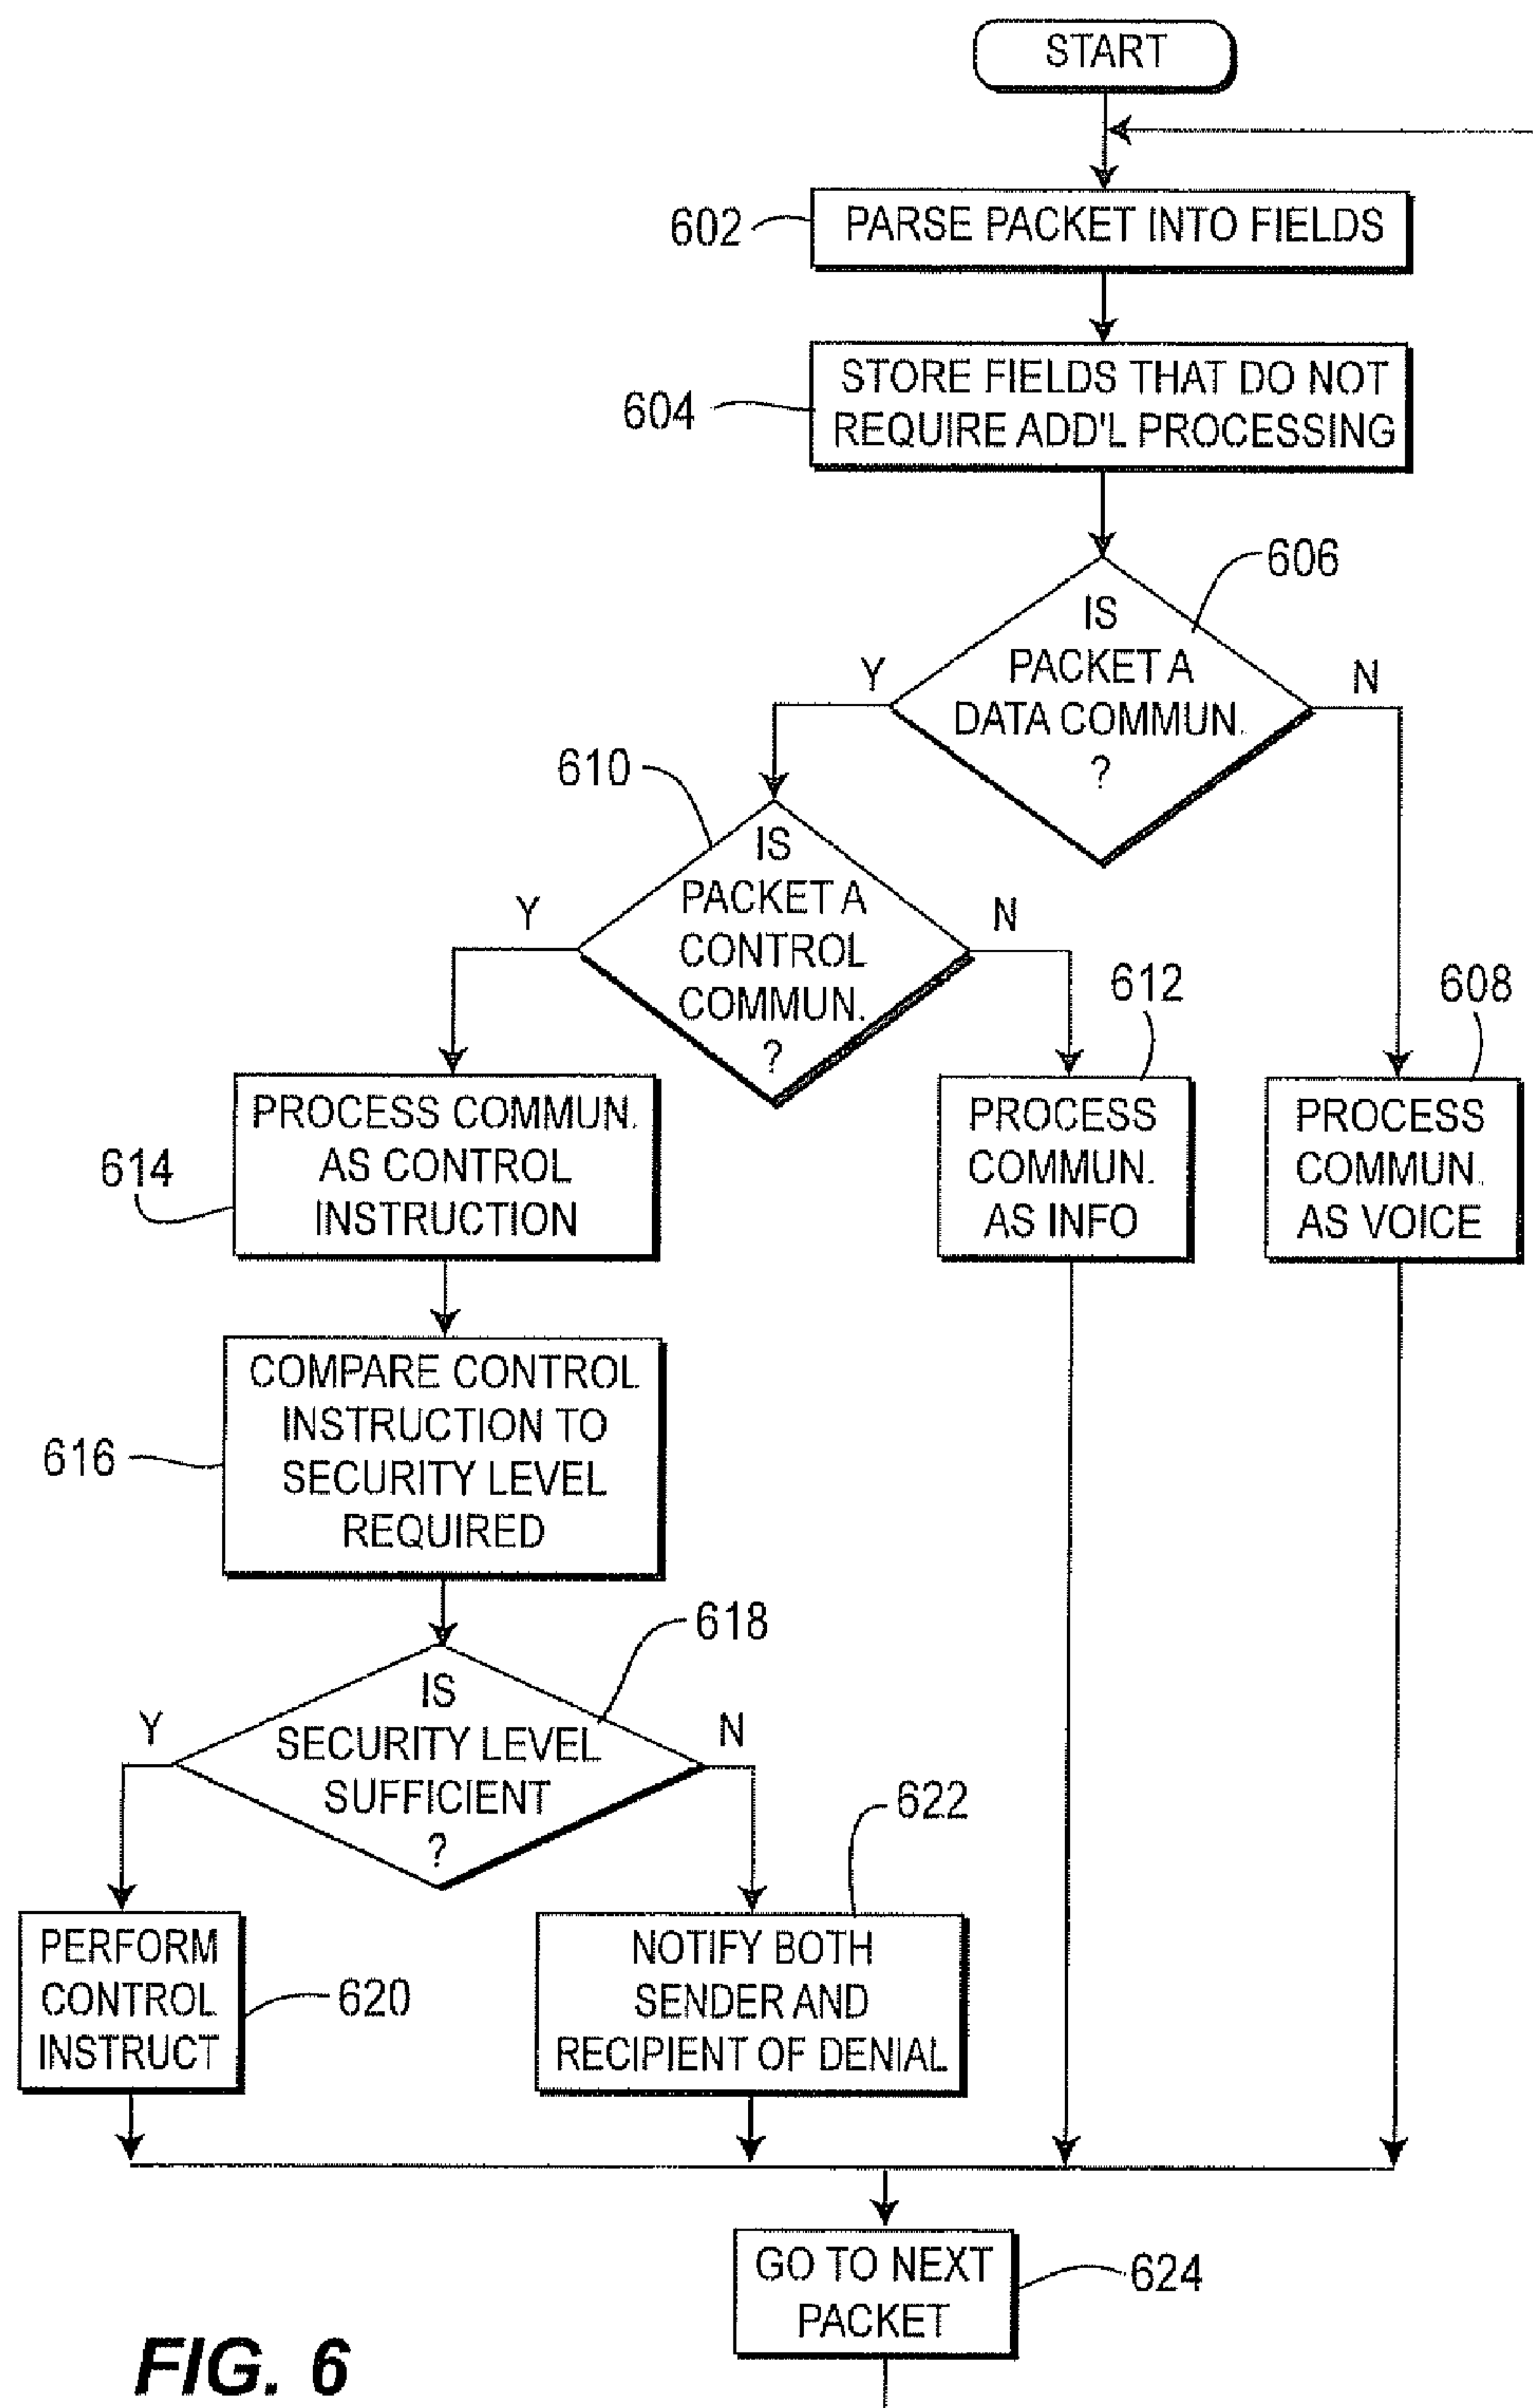 START
602
PARSE PACKET INTO FIELDS
604
STORE FIELDS THAT DO NOT
REQUIRE ADD'L PROCESSING
606
IS
PACKET A
DATA COMMUN.
?
Y
N
610
IS
PACKET A
CONTROL
COMMUN.
?
Y
N
612
608
614
PROCESS COMMUN.
AS CONTROL
INSTRUCTION
PROCESS
COMMUN.
AS INFO
PROCESS
COMMUN.
AS VOICE
616
COMPARE CONTROL
INSTRUCTION TO
SECURITY LEVEL
REQUIRED
618
IS
SECURITY LEVEL
SUFFICIENT
?
Y
N
622
PERFORM
CONTROL
INSTRUCT
620
NOTIFY BOTH
SENDER AND
RECIPIENT OF DENIAL
GO TO NEXT
PACKET
624
FIG. 6